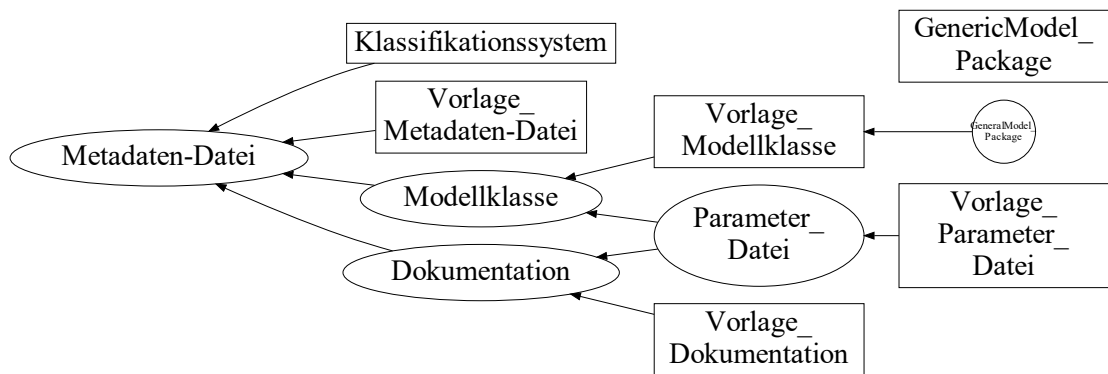 Klassifikationssystem
GenericModel_
Package
Vorlage_
Metadaten-Datei
Vorlage_
Modellklasse
GeneralModel_
Package
Metadaten-Datei
Modellklasse
Parameter_
Datei
Vorlage_
Parameter_
Datei
Dokumentation
Vorlage_
Dokumentation